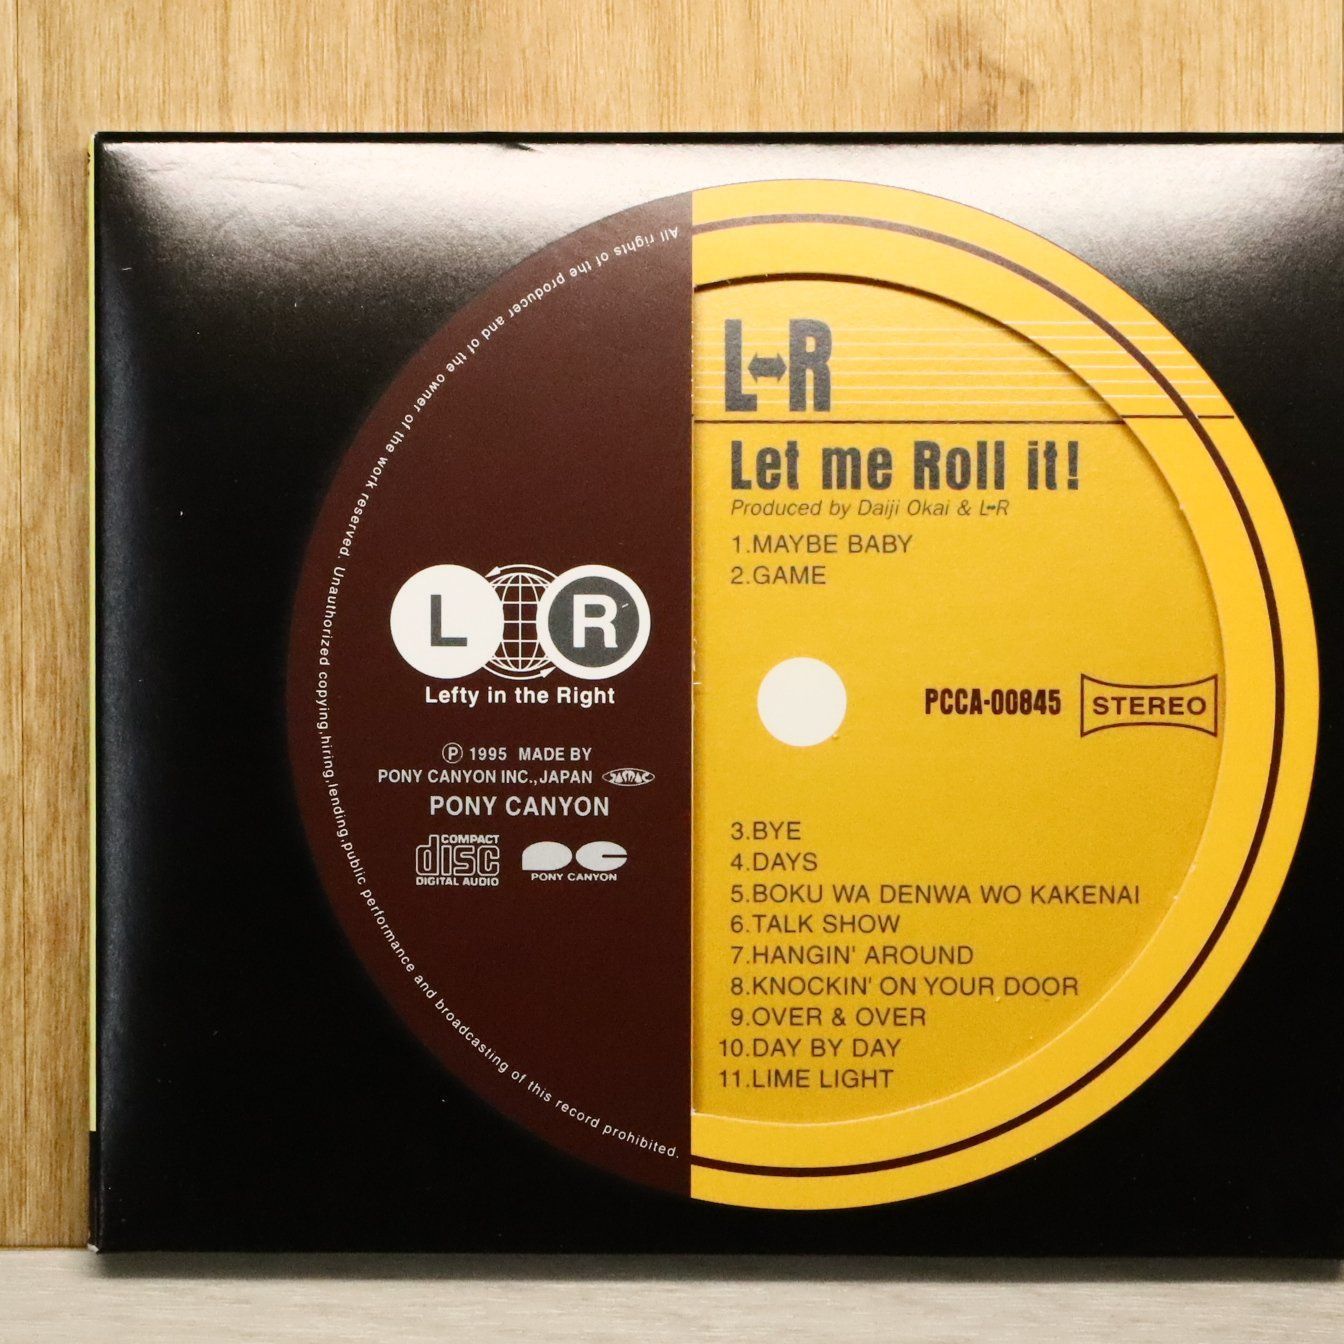 All rights of the producer and of the owner of the work reserved. Unauthorized copying,hiring,lending,public performance and broadcasting of this record prohibited.
L R
Lefty in the Right
Ⓟ 1995 MADE BY
PONY CANYON INC.,JAPAN JASRAC
PONY CANYON
COMPACT
disc
DIGITAL AUDIO
PC
PONY CANYON
L↔R
Let me Roll it!
Produced by Daiji Okai & L↔R
1.MAYBE BABY
2.GAME
PCCA-00845 STEREO
3.BYE
4.DAYS
5.BOKU WA DENWA WO KAKENAI
6.TALK SHOW
7.HANGIN' AROUND
8.KNOCKIN' ON YOUR DOOR
9.OVER & OVER
10.DAY BY DAY
11.LIME LIGHT